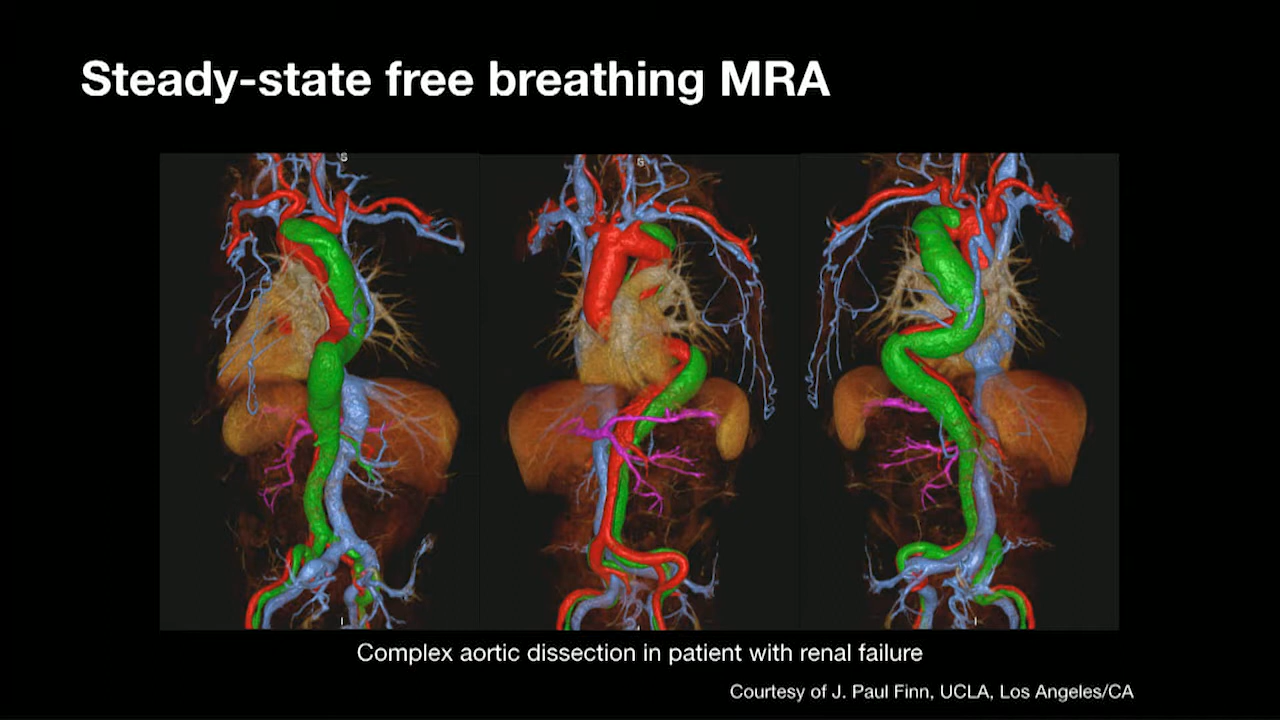 Steady-state free breathing MRA
S
S
Complex aortic dissection in patient with renal failure
Courtesy of J. Paul Finn, UCLA, Los Angeles/CA